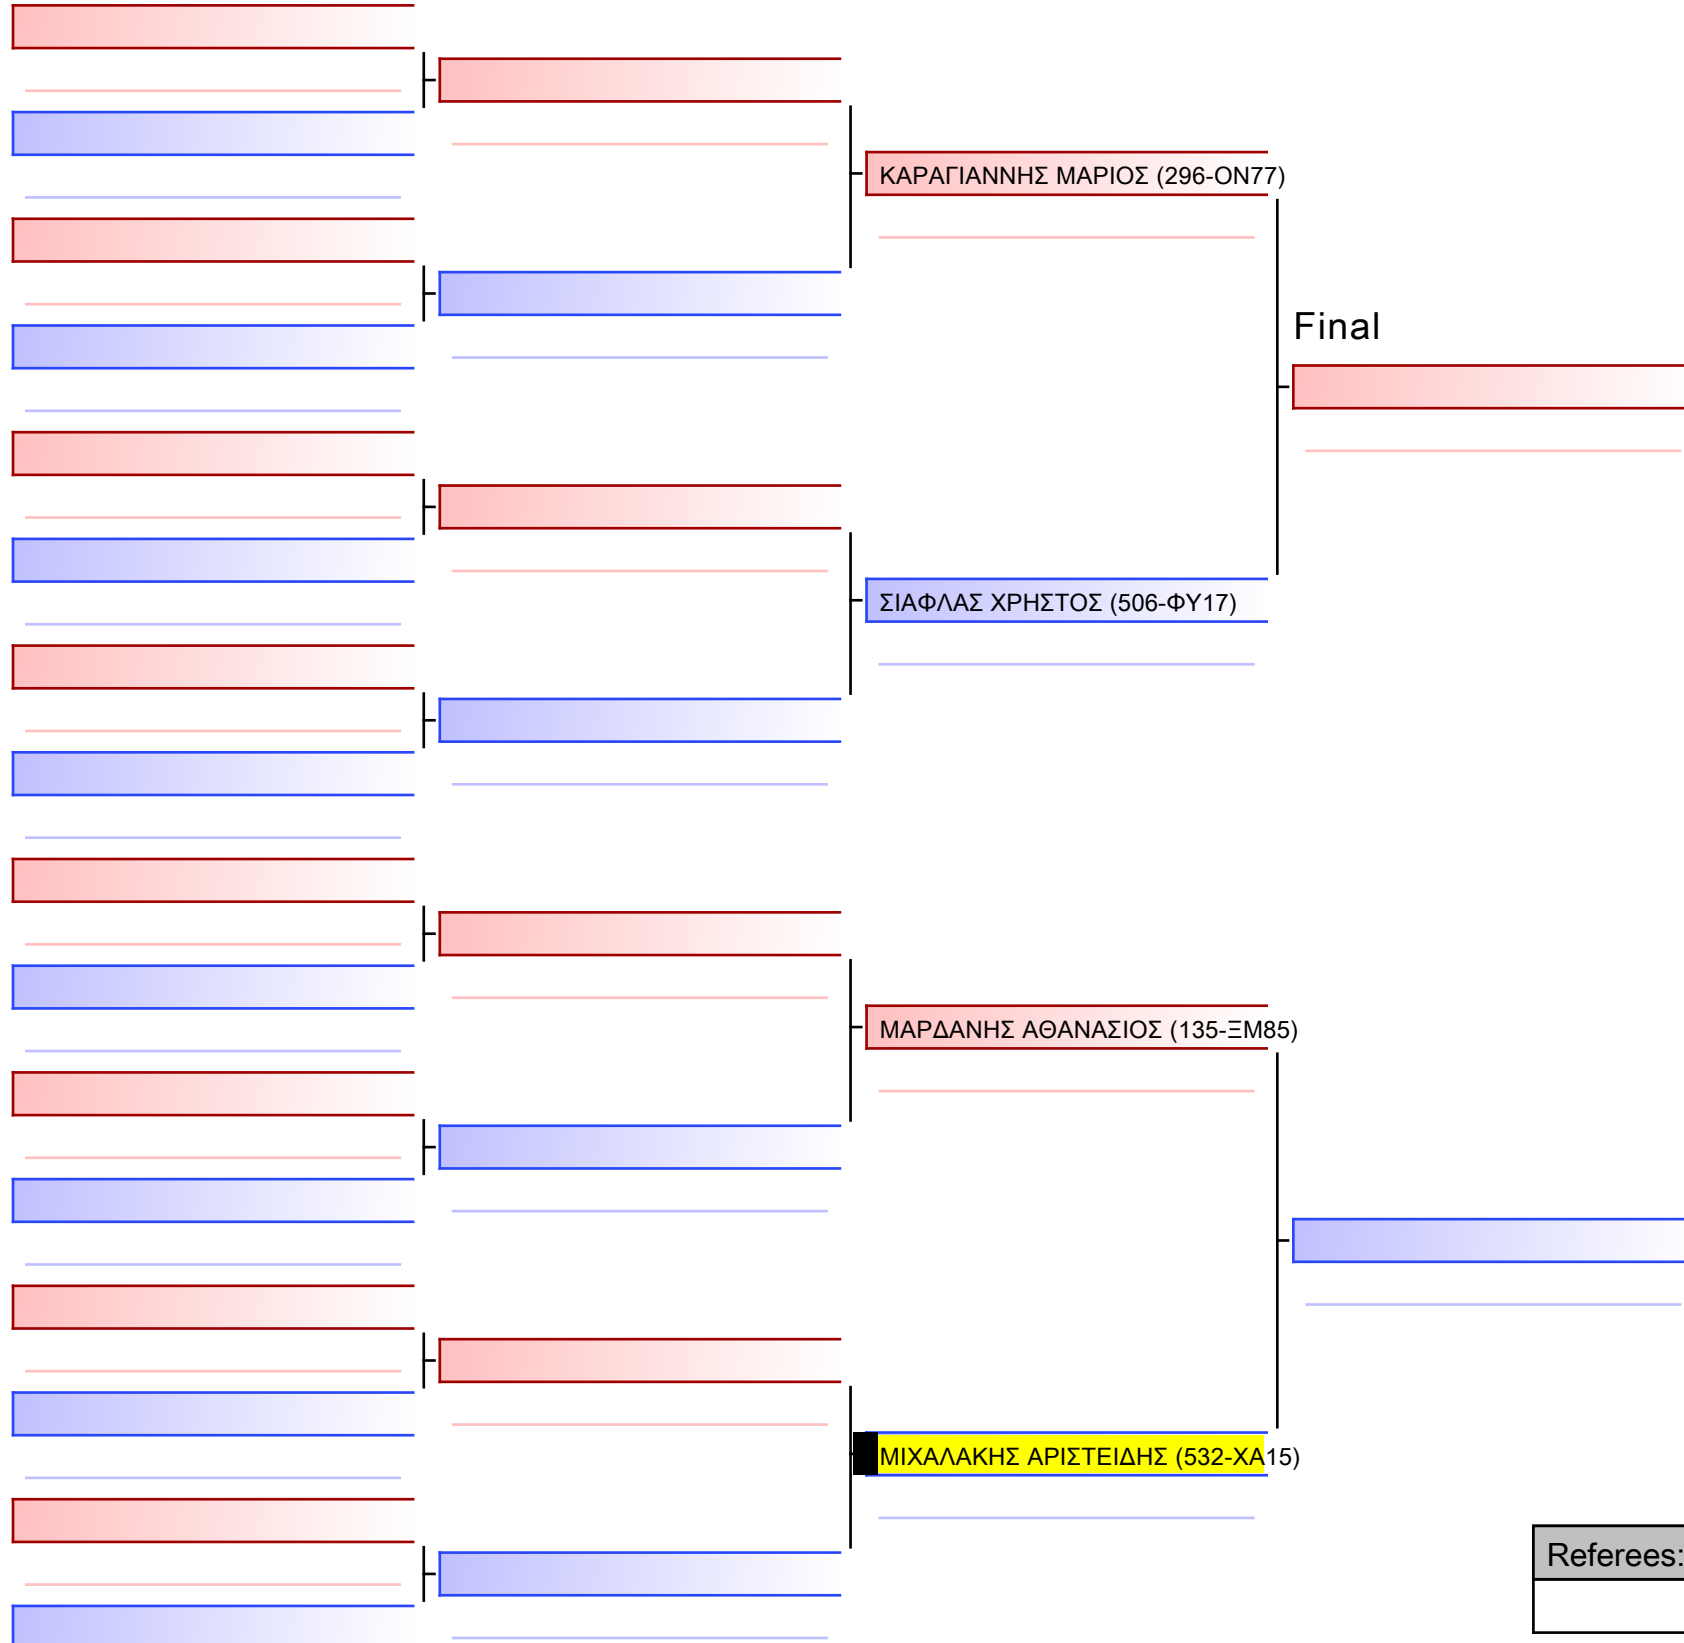 ΚΑΡΑΓΙΑΝΝΗΣ ΜΑΡΙΟΣ (296-ΟΝ77)
Final
ΣΙΑΦΛΑΣ ΧΡΗΣΤΟΣ (506-ΦΥ17)
ΜΑΡΔΑΝΗΣ ΑΘΑΝΑΣΙΟΣ (135-ΞΜ85)
ΜΙΧΑΛΑΚΗΣ ΑΡΙΣΤΕΙΔΗΣ (532-ΧΑ15)
Referees: